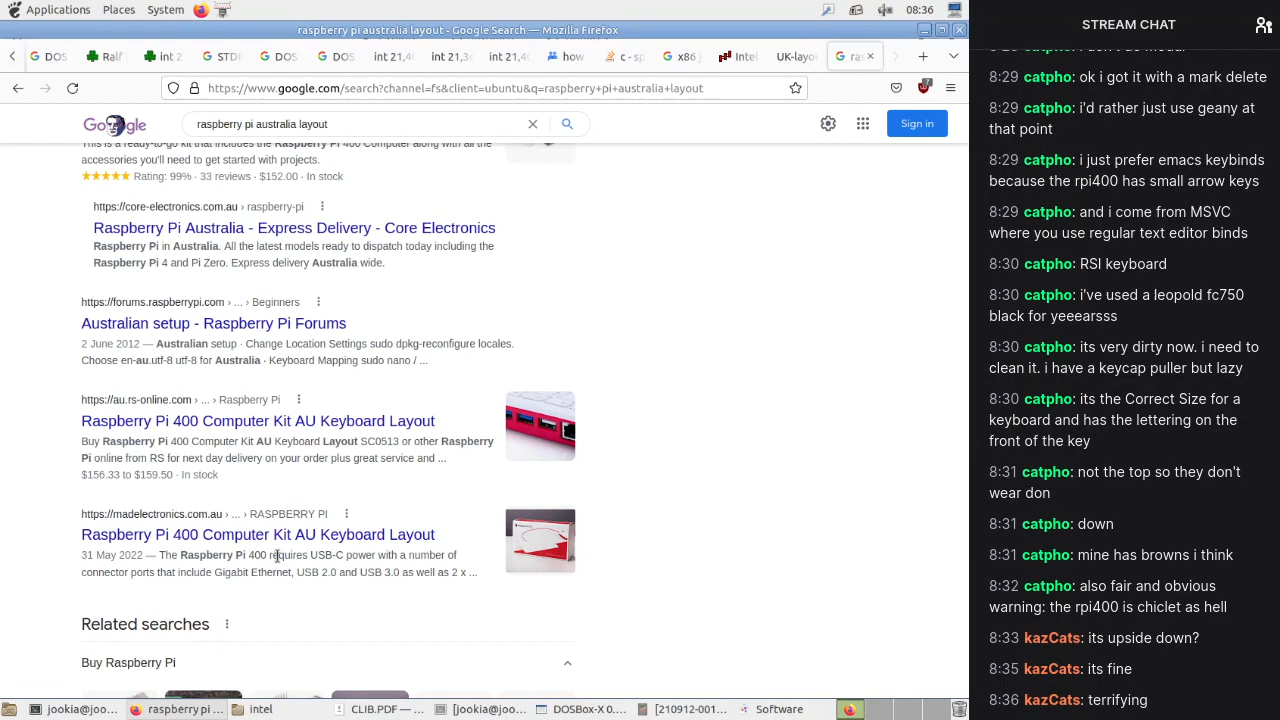 Applications Places System 08:36
raspberry pi australia layout - Google Search — Mozilla Firefox
DOS Ralf int 2 STDF DOS int 21,4( int 21,3( int 21,4( how c - sp x86 j Intel UK-layo ras
https://www.google.com/search?channel=fs&client=ubuntu&q=raspberry+pi+australia+layout
7
raspberry pi australia layout
Sign in
This is a ready-to-go kit that includes the Raspberry Pi 400 Computer along with all the
accessories you'll need to get started with projects.
Rating: 99% · 33 reviews · $152.00 · In stock
https://core-electronics.com.au › raspberry-pi
Raspberry Pi Australia - Express Delivery - Core Electronics
Raspberry Pi in Australia. All the latest models ready to dispatch today including the
Raspberry Pi 4 and Pi Zero. Express delivery Australia wide.
https://forums.raspberrypi.com › ... › Beginners
Australian setup - Raspberry Pi Forums
2 June 2012 — Australian setup · Change Location Settings sudo dpkg-reconfigure locales.
Choose en-au.utf-8 utf-8 for Australia · Keyboard Mapping sudo nano / ...
https://au.rs-online.com › ... › Raspberry Pi
Raspberry Pi 400 Computer Kit AU Keyboard Layout
Buy Raspberry Pi 400 Computer Kit AU Keyboard Layout SC0513 or other Raspberry
Pi online from RS for next day delivery on your order plus great service and ...
$156.33 to $159.50 · In stock
https://madelectronics.com.au › ... › RASPBERRY PI
Raspberry Pi 400 Computer Kit AU Keyboard Layout
31 May 2022 — The Raspberry Pi 400 requires USB-C power with a number of
connector ports that include Gigabit Ethernet, USB 2.0 and USB 3.0 as well as 2 x ...
Related searches
Buy Raspberry Pi
jookia@joo... raspberry pi ... intel CLIB.PDF — ... [jookia@joo... DOSBox-X 0.... [210912-001... Software
STREAM CHAT
8:29 catpho: ok i got it with a mark delete
8:29 catpho: i'd rather just use geany at
that point
8:29 catpho: i just prefer emacs keybinds
because the rpi400 has small arrow keys
8:29 catpho: and i come from MSVC
where you use regular text editor binds
8:30 catpho: RSI keyboard
8:30 catpho: i've used a leopold fc750
black for yeeearsss
8:30 catpho: its very dirty now. i need to
clean it. i have a keycap puller but lazy
8:30 catpho: its the Correct Size for a
keyboard and has the lettering on the
front of the key
8:31 catpho: not the top so they don't
wear don
8:31 catpho: down
8:31 catpho: mine has browns i think
8:32 catpho: also fair and obvious
warning: the rpi400 is chiclet as hell
8:33 kazCats: its upside down?
8:35 kazCats: its fine
8:36 kazCats: terrifying